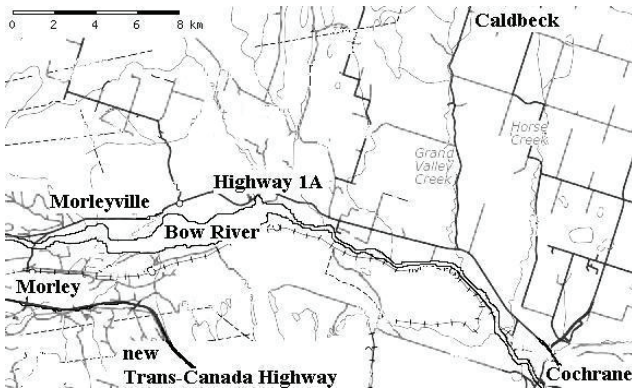 0 2 4 6 8 km
Caldbeck
Horse
Creek
Grand
Valley
Creek
Highway 1A
Morleyville
Bow River
Morley
new
Trans-Canada Highway
Cochrane